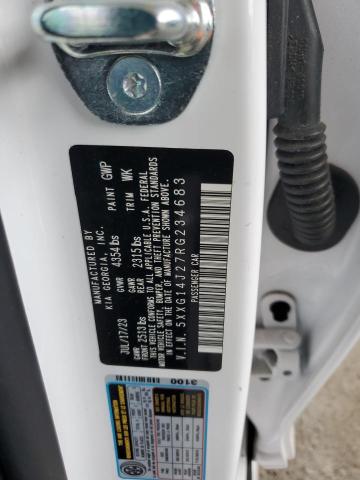 MANUFACTURED BY
KIA GEORGIA, INC.
JUL/17/23
GVWR 4354 lbs
PAINT GWP
GAWR FRONT 2513 lbs
GAWR REAR 2315 lbs
TRIM WK
THIS VEHICLE CONFORMS TO ALL APPLICABLE U.S.A. FEDERAL
MOTOR VEHICLE SAFETY, BUMPER, AND THEFT PREVENTION STANDARDS
IN EFFECT ON THE DATE OF MANUFACTURE SHOWN ABOVE.
V.I.N. 5XXG14J27RG234683
PASSENGER CAR
3100